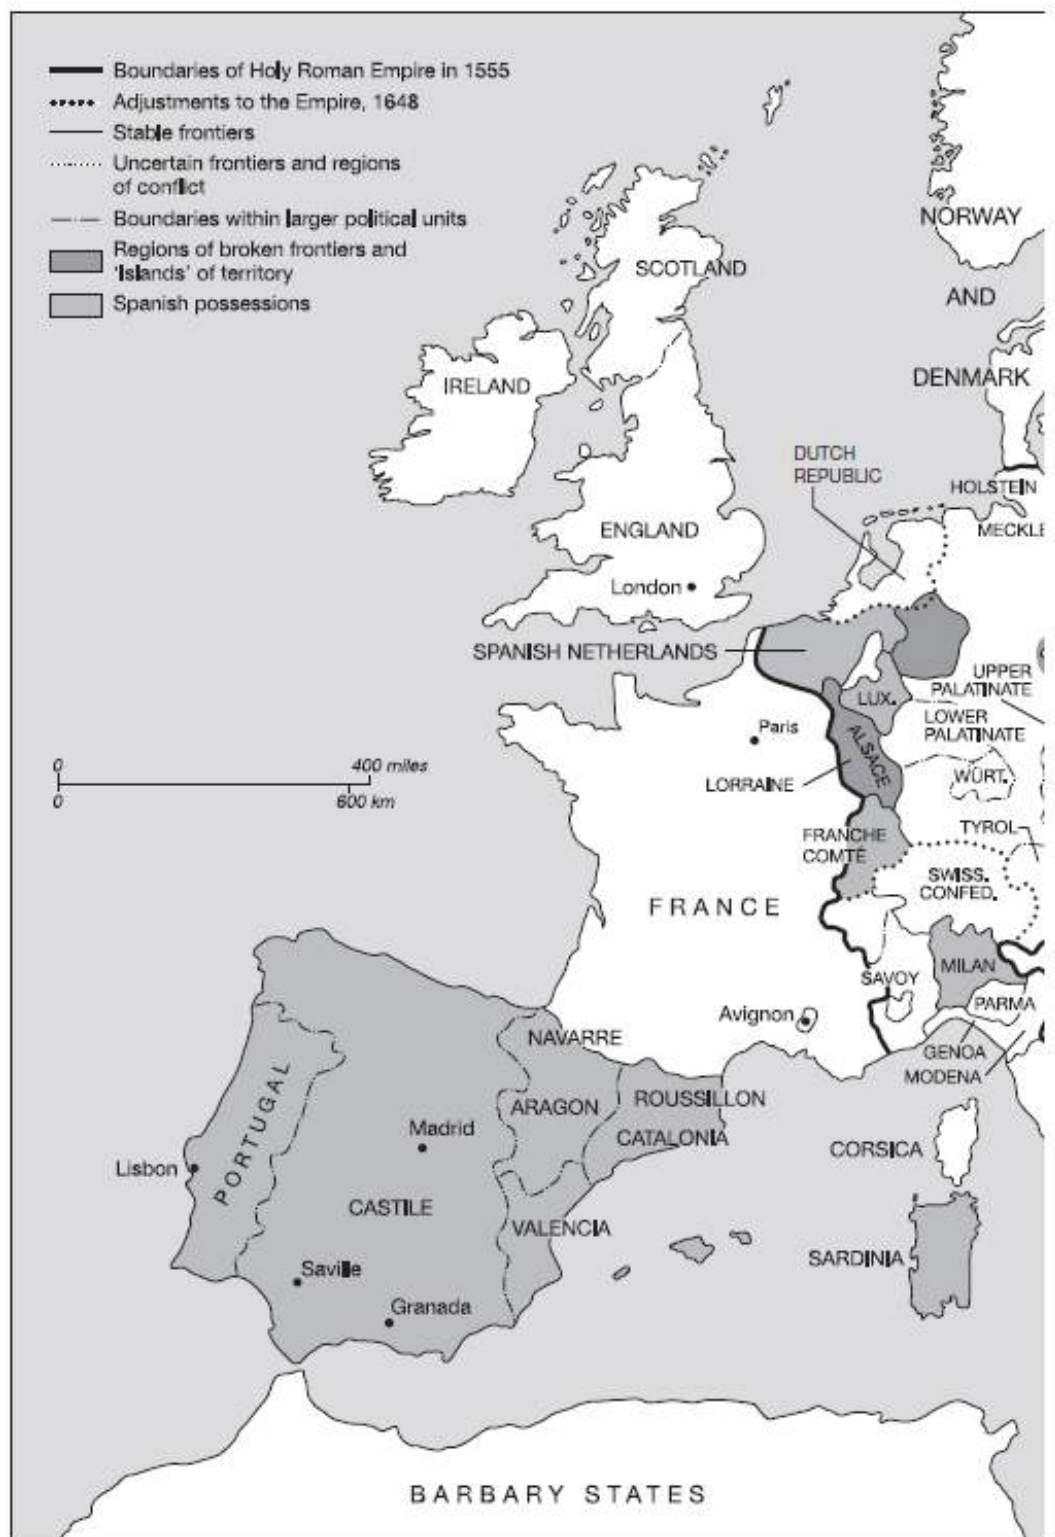 Boundaries of Holy Roman Empire in 1555
Adjustments to the Empire, 1648
Stable frontiers
Uncertain frontiers and regions
of conflict
Boundaries within larger political units
Regions of broken frontiers and
'Islands' of territory
Spanish possessions
NORWAY
SCOTLAND
AND
DENMARK
IRELAND
DUTCH
REPUBLIC
HOLSTEIN
ENGLAND
MECKLE
London
SPANISH NETHERLANDS
UPPER
PALATINATE
LUX.
LOWER
PALATINATE
Paris
ALSACE
0 400 miles
0 600 km
LORRAINE
WÜRT.
TYROL
FRANCHE
COMTÉ
SWISS.
CONFED.
FRANCE
MILAN
SAVOY
PARMA
Avignon
NAVARRE
GENOA
MODENA
PORTUGAL
ARAGON
ROUSSILLON
Madrid
CATALONIA
CORSICA
Lisbon
CASTILE
VALENCIA
SARDINIA
Saville
Granada
BARBARY STATES